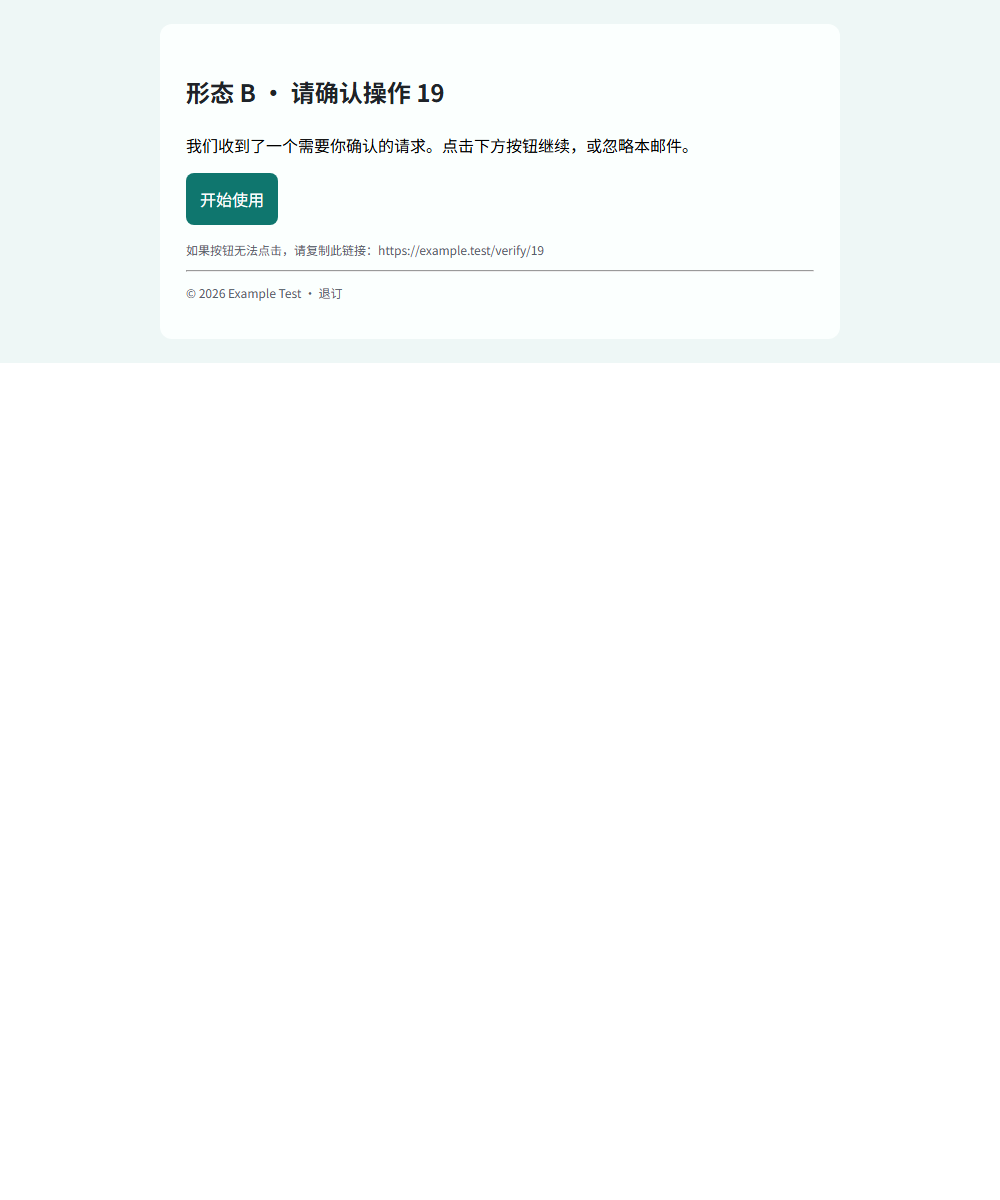 形态 B · 请确认操作 19
我们收到了一个需要你确认的请求。点击下方按钮继续，或忽略本邮件。
开始使用
如果按钮无法点击，请复制此链接：https://example.test/verify/19
© 2026 Example Test · 退订